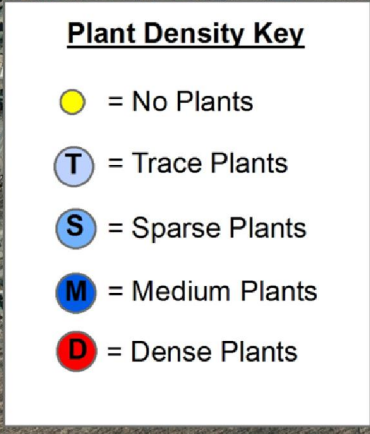 Plant Density Key
= No Plants
T = Trace Plants
S = Sparse Plants
M = Medium Plants
D = Dense Plants